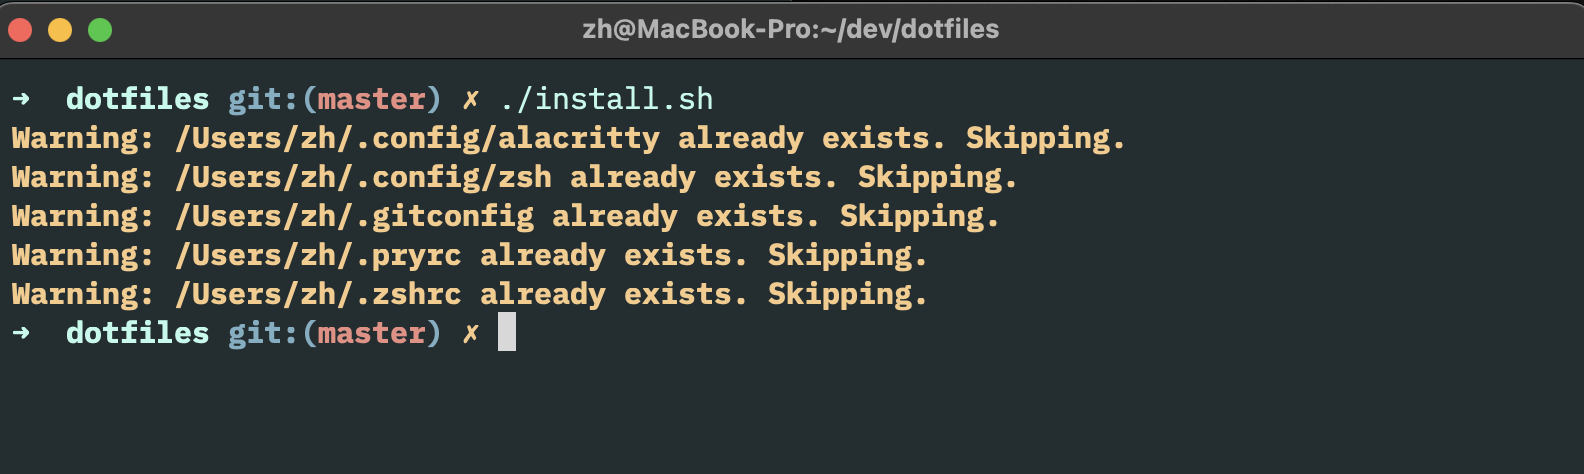 zh@MacBook-Pro:~/dev/dotfiles
➜  dotfiles git:(master) ✗ ./install.sh
Warning: /Users/zh/.config/alacritty already exists. Skipping.
Warning: /Users/zh/.config/zsh already exists. Skipping.
Warning: /Users/zh/.gitconfig already exists. Skipping.
Warning: /Users/zh/.pryrc already exists. Skipping.
Warning: /Users/zh/.zshrc already exists. Skipping.
➜  dotfiles git:(master) ✗